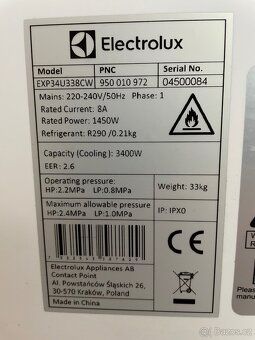 Electrolux
Model PNC Serial No.
EXP34U338CW 950 010 972 04500084
Mains: 220-240V/50Hz Phase: 1
Rated Current: 8A
Rated Power: 1450W
Refrigerant: R290 /0.21kg
Capacity (Cooling) : 3400W
EER: 2.6
Operating pressure:
HP:2.2MPa LP:0.8MPa
Weight: 33kg
Maximum allowable pressure
HP:2.4MPa LP:1.0MPa
IP: IPX0
Electrolux Appliances AB
Contact Point
Al. Powstańców Śląskich 26,
30-570 Kraków, Poland
Made in China
Please
manu